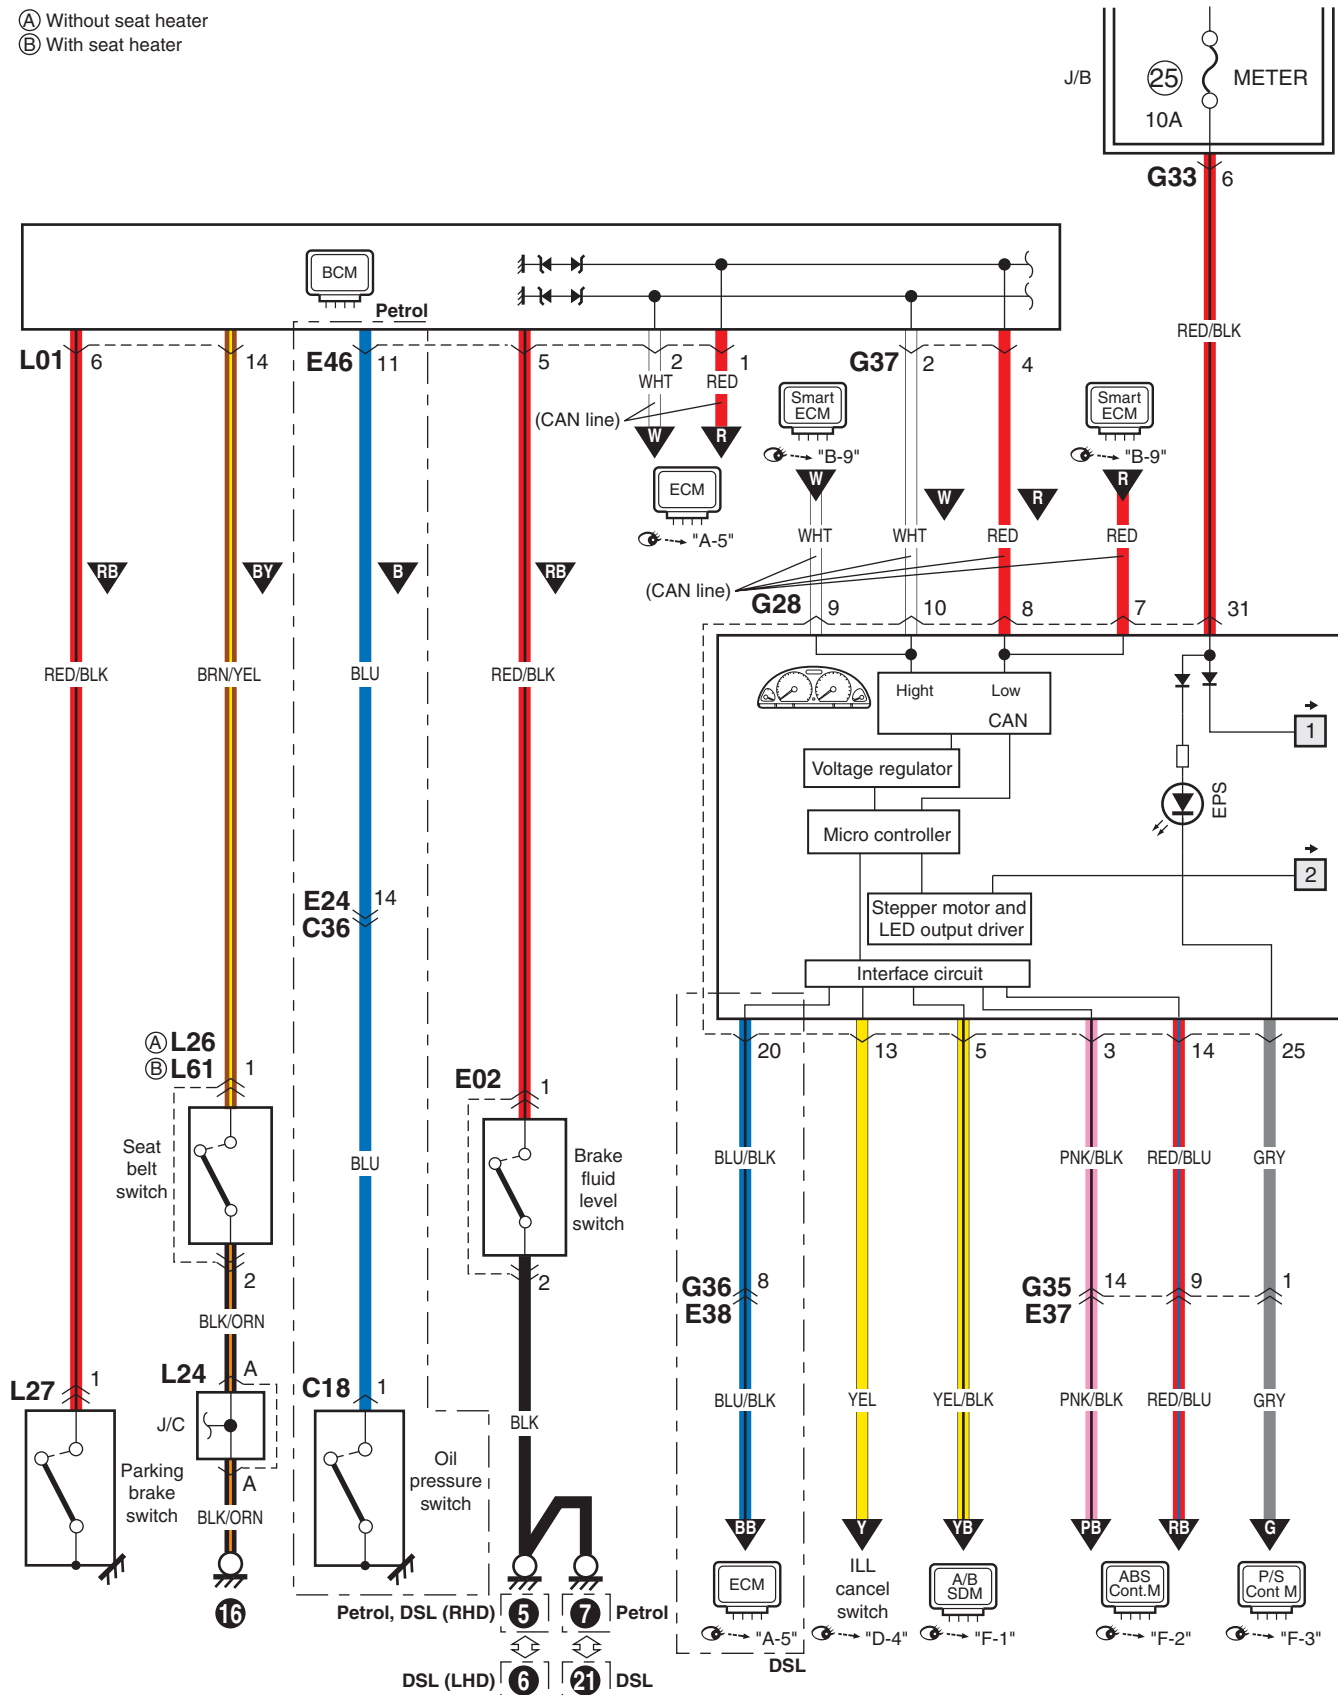 A Without seat heater
B With seat heater
J/B
25
METER
10A
G33
6
BCM
Petrol
RED/BLK
L01
6
14
E46
11
5
2
1
G37
2
4
WHT
RED
Smart
ECM
Smart
ECM
(CAN line)
W
R
"B-9"
"B-9"
ECM
W
W
R
R
"A-5"
WHT
WHT
RED
RED
RB
BY
B
RB
(CAN line)
G28
9
10
8
7
31
RED/BLK
BRN/YEL
BLU
RED/BLK
Hight
Low
CAN
1
Voltage regulator
EPS
Micro controller
2
E24
14
C36
Stepper motor and
LED output driver
Interface circuit
A L26
B L61
1
20
13
5
3
14
25
E02
1
Seat
belt
switch
BLU
Brake
fluid
level
switch
BLU/BLK
PNK/BLK
RED/BLU
GRY
2
2
G36
8
E38
G35
14
9
1
E37
BLK/ORN
L27
1
L24
A
C18
1
J/C
BLK
BLU/BLK
YEL
YEL/BLK
PNK/BLK
RED/BLU
GRY
Parking
brake
switch
A
BLK/ORN
Oil
pressure
switch
BB
Y
YB
PB
RB
G
ECM
ILL
cancel
switch
A/B
SDM
ABS
Cont.M
P/S
Cont M
16
Petrol, DSL (RHD)
5
7
Petrol
"A-5"
"D-4"
"F-1"
"F-2"
"F-3"
DSL
DSL (LHD)
6
21
DSL